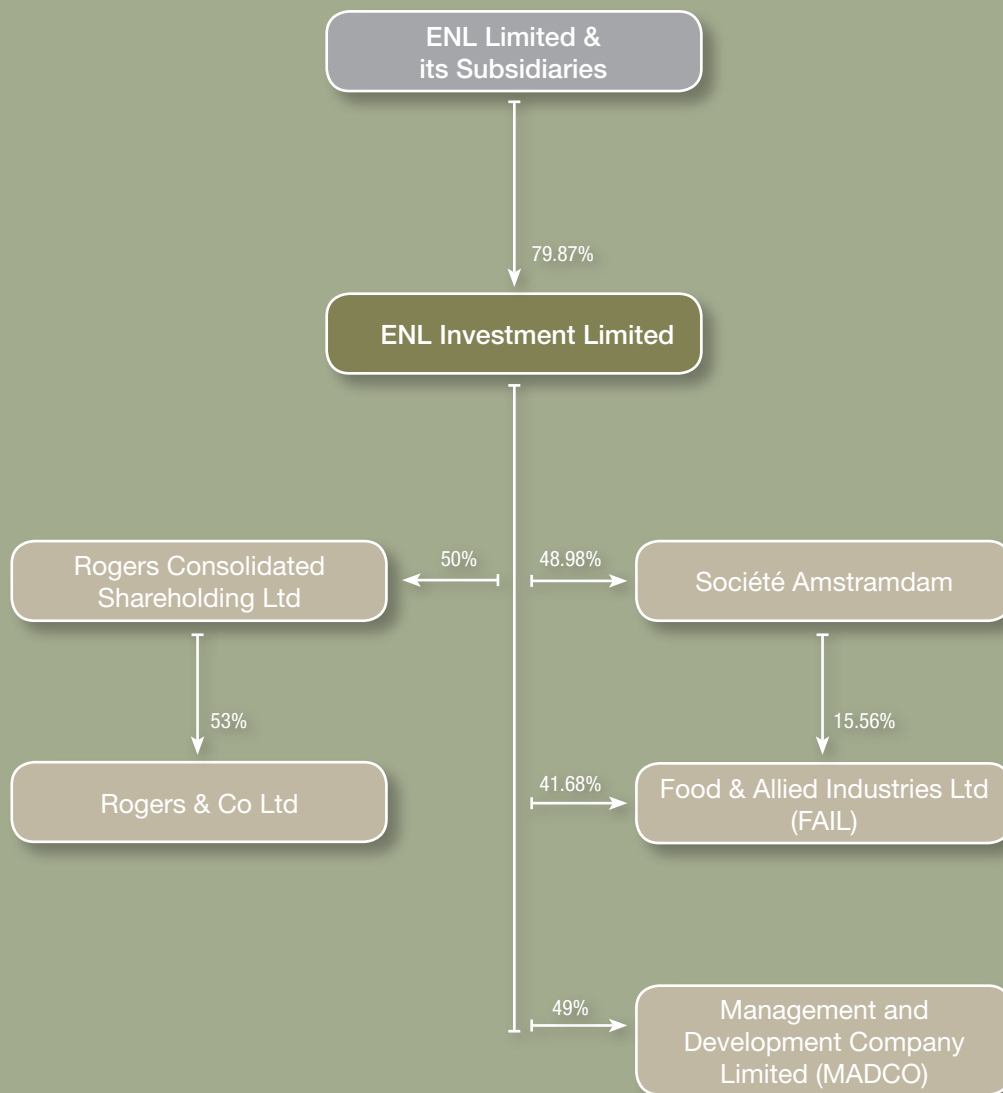 ENL Limited &
its Subsidiaries
79.87%
ENL Investment Limited
Rogers Consolidated
Shareholding Ltd
50%
48.98%
Société Amstramdam
53%
15.56%
Rogers & Co Ltd
41.68%
Food & Allied Industries Ltd
(FAIL)
49%
Management and
Development Company
Limited (MADCO)